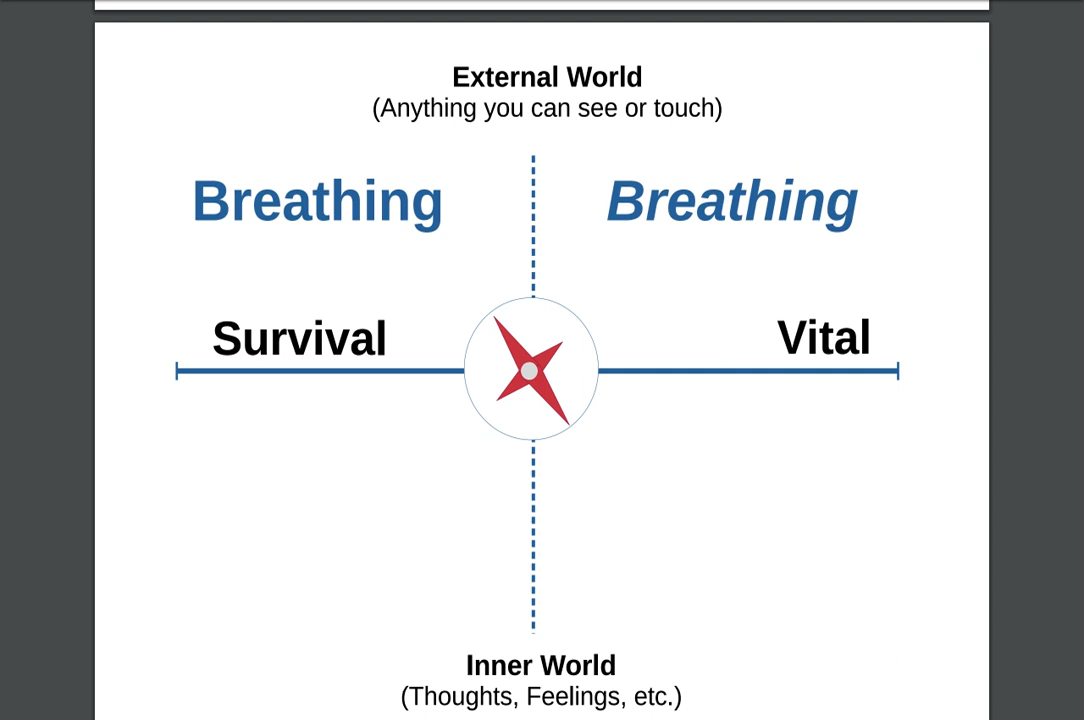 External World
(Anything you can see or touch)
Breathing
Breathing
Survival
Vital
Inner World
(Thoughts, Feelings, etc.)